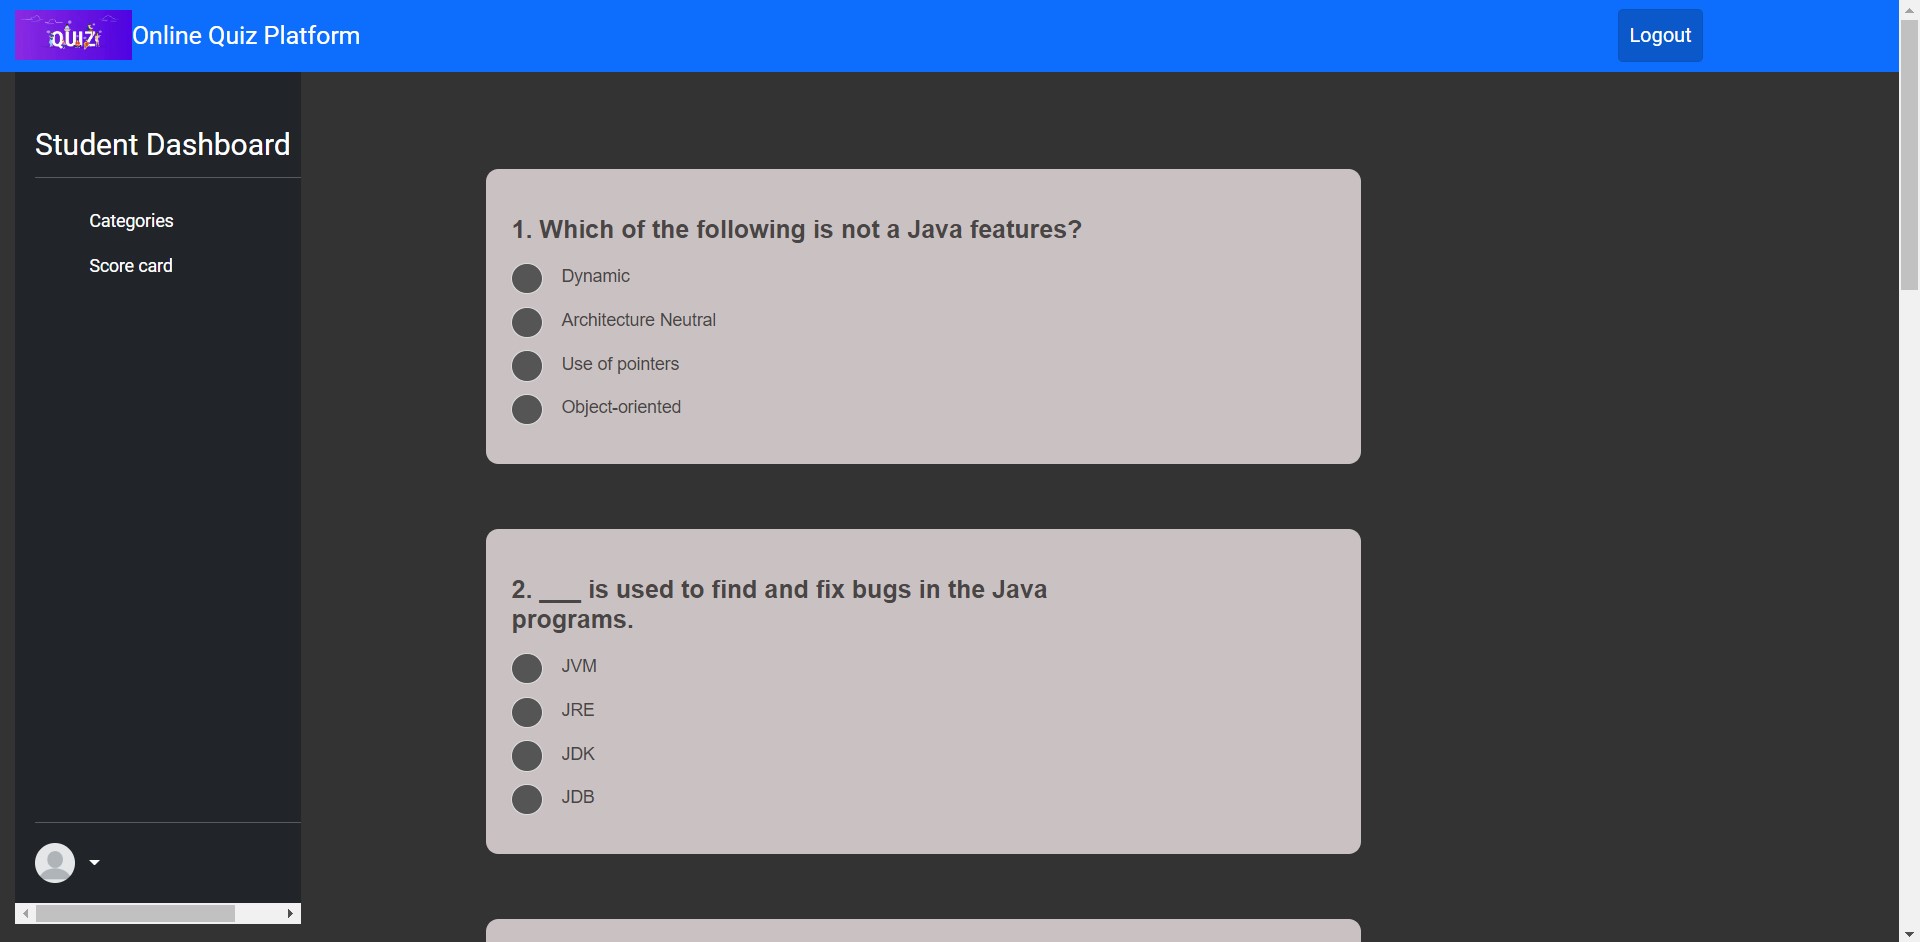 QUIZ
Online Quiz Platform
Logout
Student Dashboard
Categories
Score card
1. Which of the following is not a Java features?
Dynamic
Architecture Neutral
Use of pointers
Object-oriented
2. ___ is used to find and fix bugs in the Java
programs.
JVM
JRE
JDK
JDB